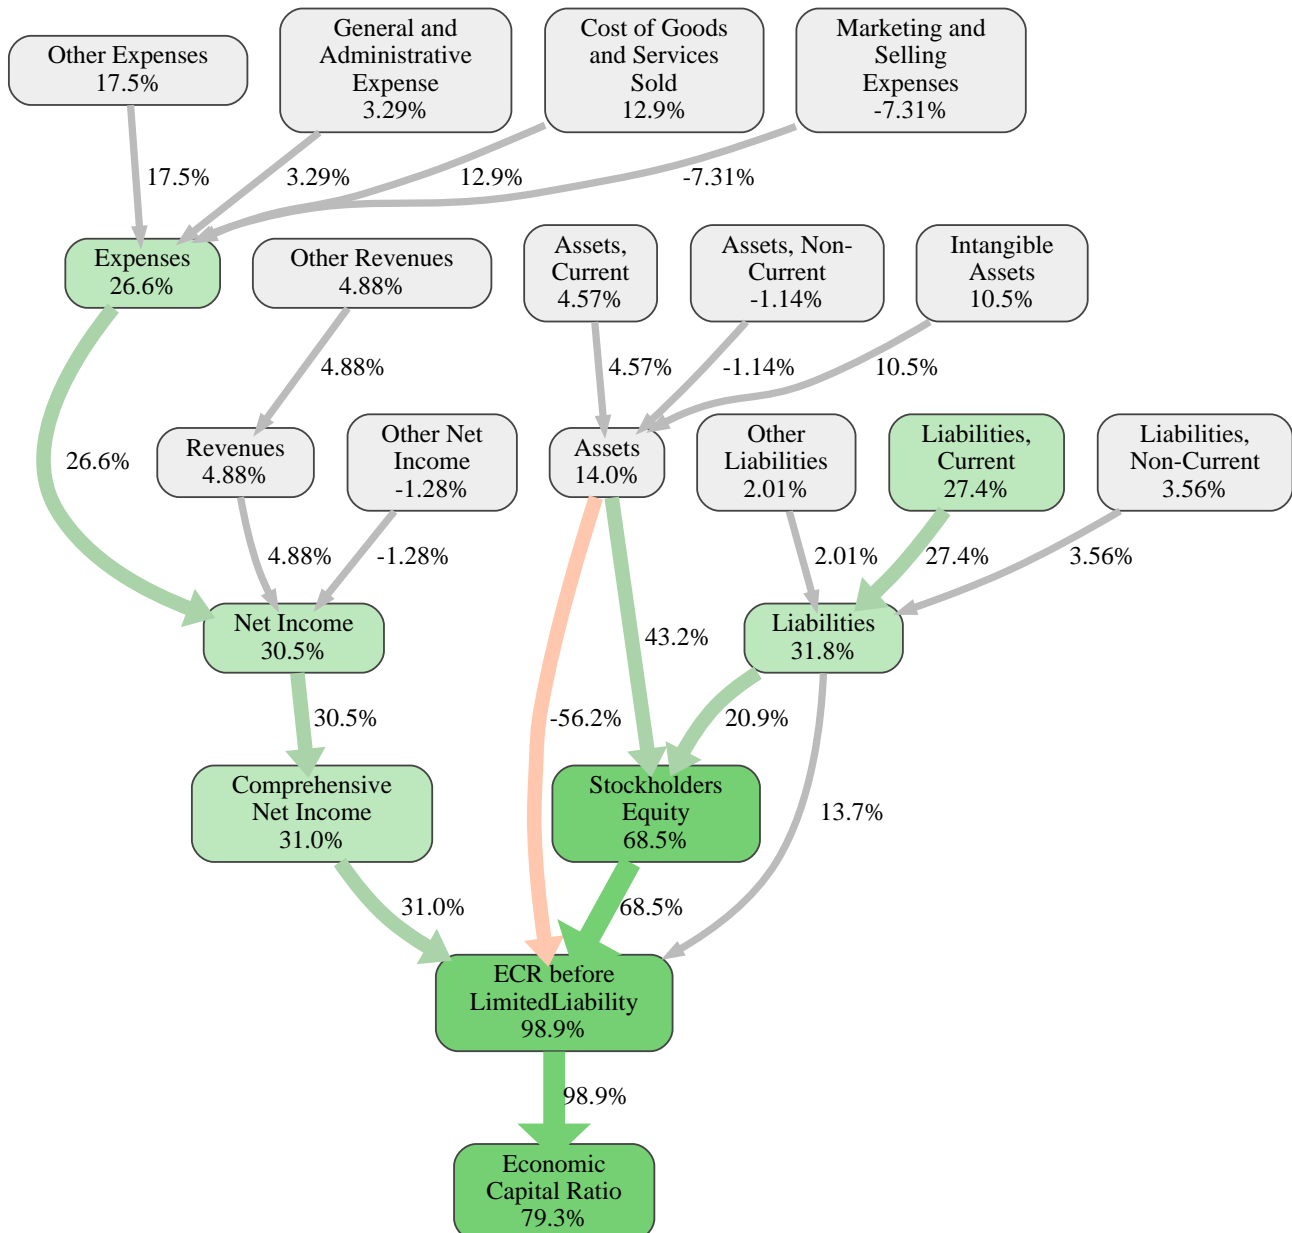 Other Expenses
17.5%
General and
Administrative
Expense
3.29%
Cost of Goods
and Services
Sold
12.9%
Marketing and
Selling
Expenses
-7.31%
17.5%
3.29%
12.9%
-7.31%
Expenses
26.6%
Other Revenues
4.88%
Assets,
Current
4.57%
Assets, Non-
Current
-1.14%
Intangible
Assets
10.5%
4.88%
4.57%
-1.14%
10.5%
26.6%
Revenues
4.88%
Other Net
Income
-1.28%
Assets
14.0%
Other
Liabilities
2.01%
Liabilities,
Current
27.4%
Liabilities,
Non-Current
3.56%
4.88%
-1.28%
2.01%
27.4%
3.56%
Net Income
30.5%
43.2%
Liabilities
31.8%
30.5%
-56.2%
20.9%
Comprehensive
Net Income
31.0%
Stockholders
Equity
68.5%
13.7%
31.0%
68.5%
ECR before
LimitedLiability
98.9%
98.9%
Economic
Capital Ratio
79.3%